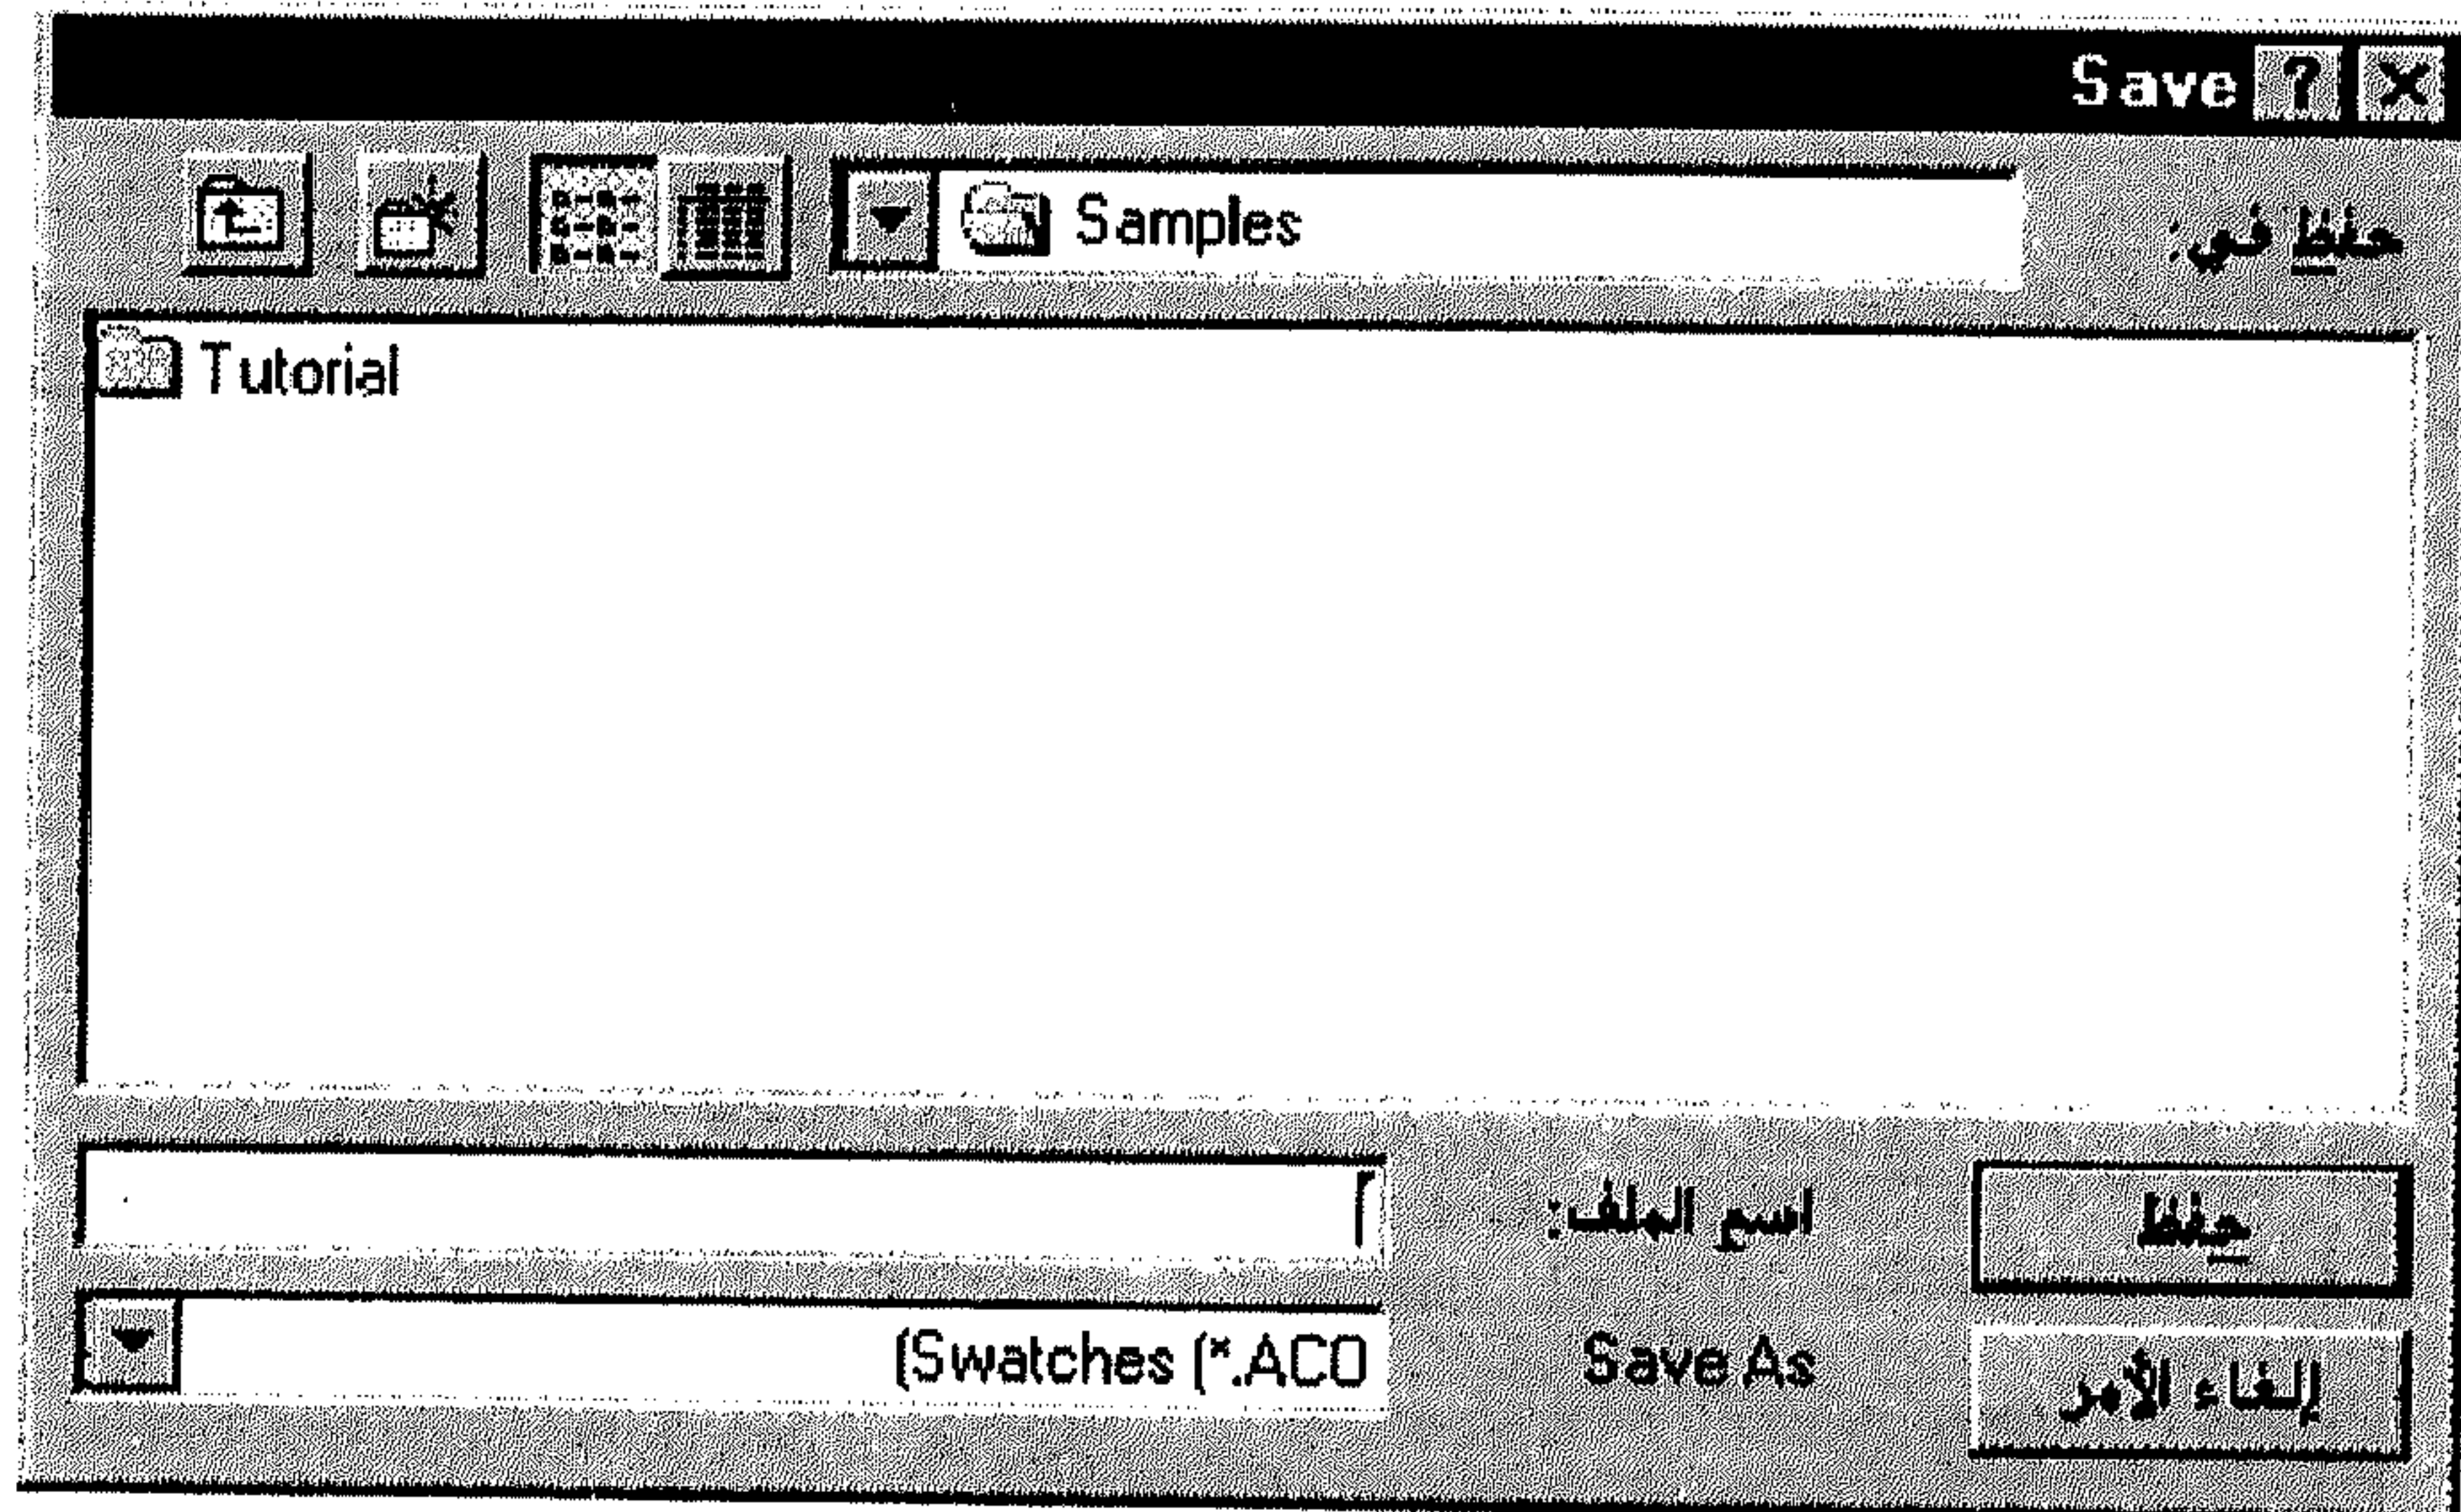 Save
حفظ في: Samples
Tutorial
اسم الملف:
حفظ
Save As (Swatches (*.ACO
إلغاء الأمر